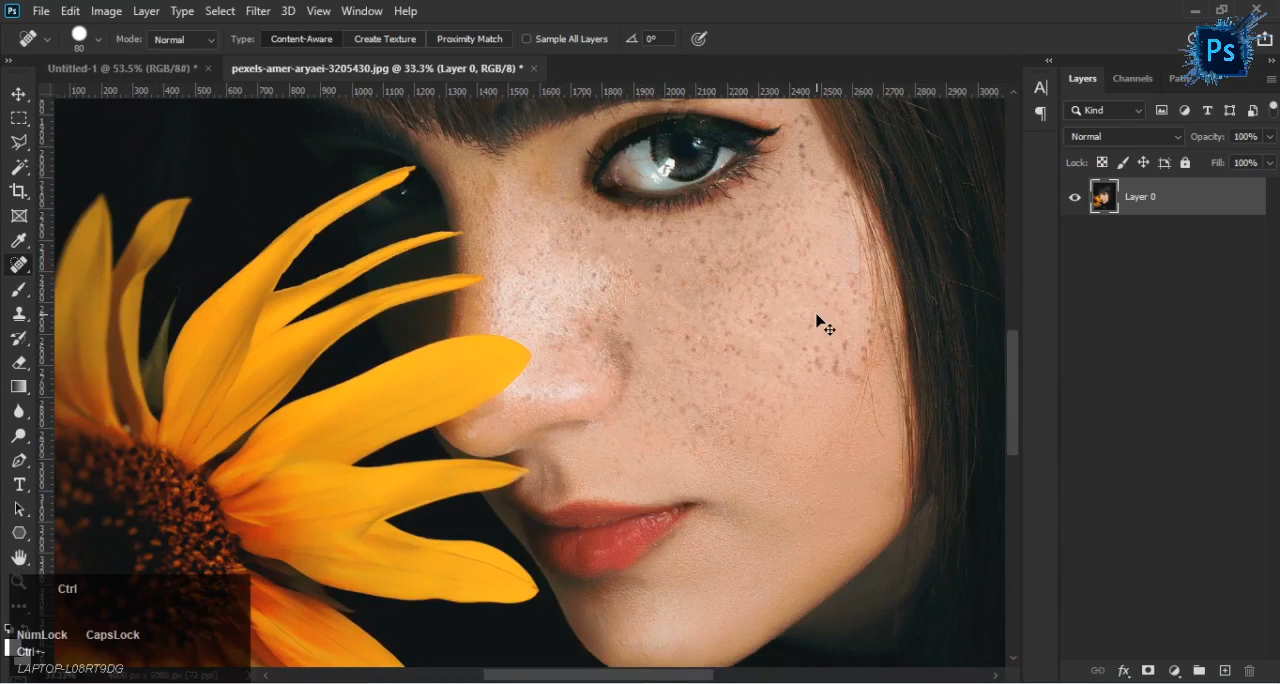 Ps File Edit Image Layer Type Select Filter 3D View Window Help
80 Mode: Normal Type: Content-Aware Create Texture Proximity Match Sample All Layers 0°
Ps
Untitled-1 @ 53.5% (RGB/8#) * × pexels-amer-aryaei-3205430.jpg @ 33.3% (Layer 0, RGB/8) * ×
Layers Channels
100 200 300 400 500 600 700 800 900 1000 1100 1200 1300 1400 1500 1600 1700 1800 1900 2000 2100 2200 2300 2400 2500 2600 2700 2800 2900 3000
Kind
Normal Opacity: 100%
Lock: Fill: 100%
Layer 0
Ctrl
NumLock CapsLock
Ctrl+-
LAPTOP-L08RT9DG